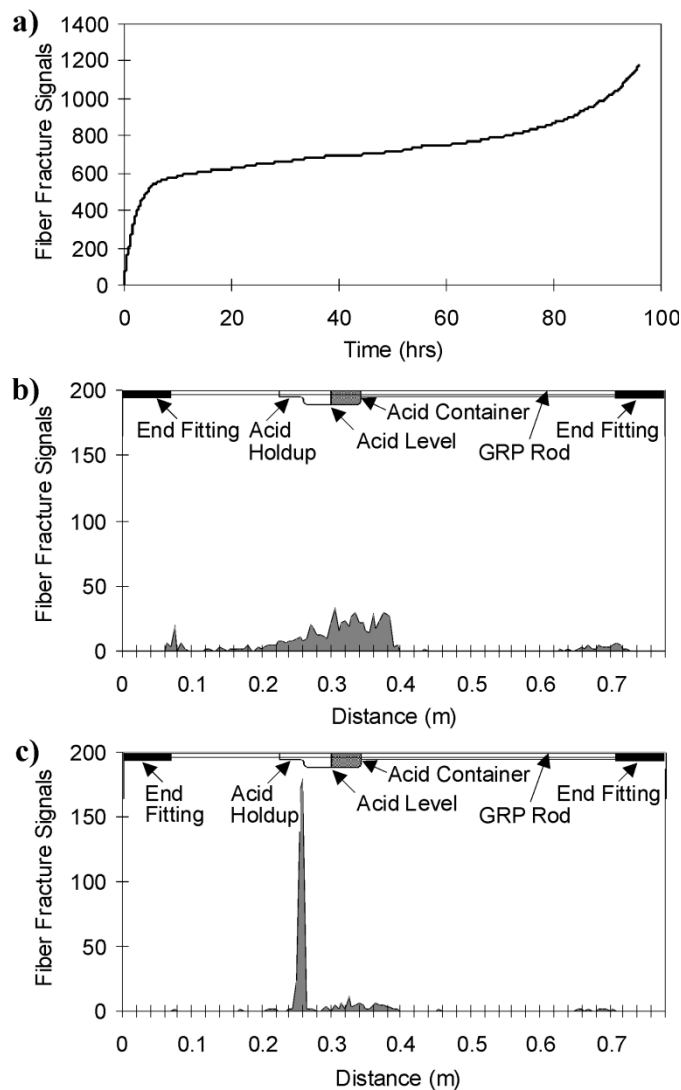 a)
1400
1200
1000
800
600
400
200
0
Fiber Fracture Signals
0 20 40 60 80 100
Time (hrs)
b)
200
150
100
50
0
Fiber Fracture Signals
End Fitting
Acid
Holdup
Acid Level
Acid Container
GRP Rod
End Fitting
0 0.1 0.2 0.3 0.4 0.5 0.6 0.7
Distance (m)
c)
200
150
100
50
0
Fiber Fracture Signals
End
Fitting
Acid
Holdup
Acid Level
Acid Container
GRP Rod
End Fitting
0 0.1 0.2 0.3 0.4 0.5 0.6 0.7
Distance (m)